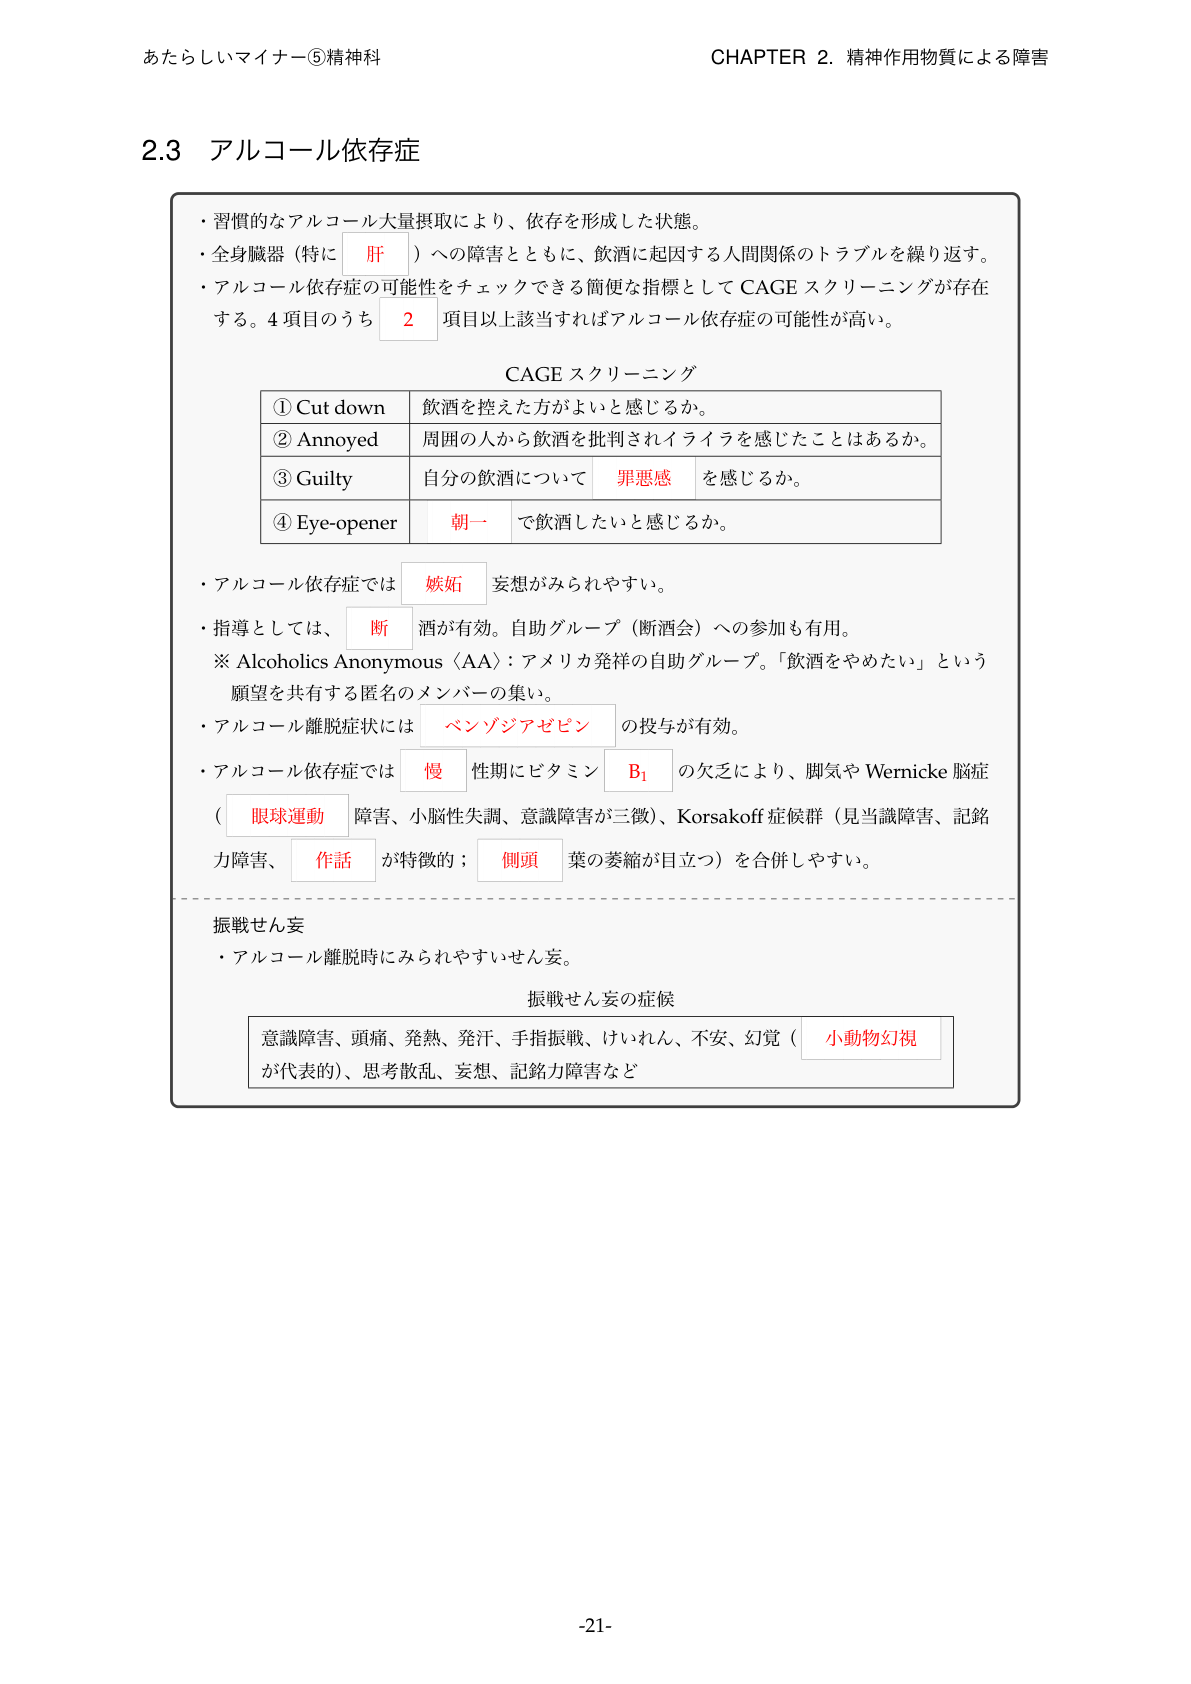 あたらしいマイナー⑤精神科
CHAPTER 2. 精神作用物質による障害
2.3 アルコール依存症
・習慣的なアルコール大量摂取により、依存を形成した状態。
・全身臓器（特に 肝 ）への障害とともに、飲酒に起因する人間関係のトラブルを繰り返す。
・アルコール依存症の可能性をチェックできる簡便な指標として CAGE スクリーニングが存在
する。4 項目のうち 2 項目以上該当すればアルコール依存症の可能性が高い。
CAGE スクリーニング
① Cut down 飲酒を控えた方がよいと感じるか。
② Annoyed 周囲の人から飲酒を批判されイライラを感じたことはあるか。
③ Guilty 自分の飲酒について 罪悪感 を感じるか。
④ Eye-opener 朝一 で飲酒したいと感じるか。
・アルコール依存症では 嫉妬 妄想がみられやすい。
・指導としては、 断 酒が有効。自助グループ（断酒会）への参加も有用。
※ Alcoholics Anonymous〈AA〉：アメリカ発祥の自助グループ。「飲酒をやめたい」という
願望を共有する匿名のメンバーの集い。
・アルコール離脱症状には ベンゾジアゼピン の投与が有効。
・アルコール依存症では 慢 性期にビタミン B₁ の欠乏により、脚気や Wernicke 脳症
（ 眼球運動 障害、小脳性失調、意識障害が三徴）、Korsakoff 症候群（見当識障害、記銘
力障害、 作話 が特徴的； 側頭 葉の萎縮が目立つ）を合併しやすい。
振戦せん妄
・アルコール離脱時にみられやすいせん妄。
振戦せん妄の症候
意識障害、頭痛、発熱、発汗、手指振戦、けいれん、不安、幻覚（ 小動物幻視
が代表的）、思考散乱、妄想、記銘力障害など
-21-